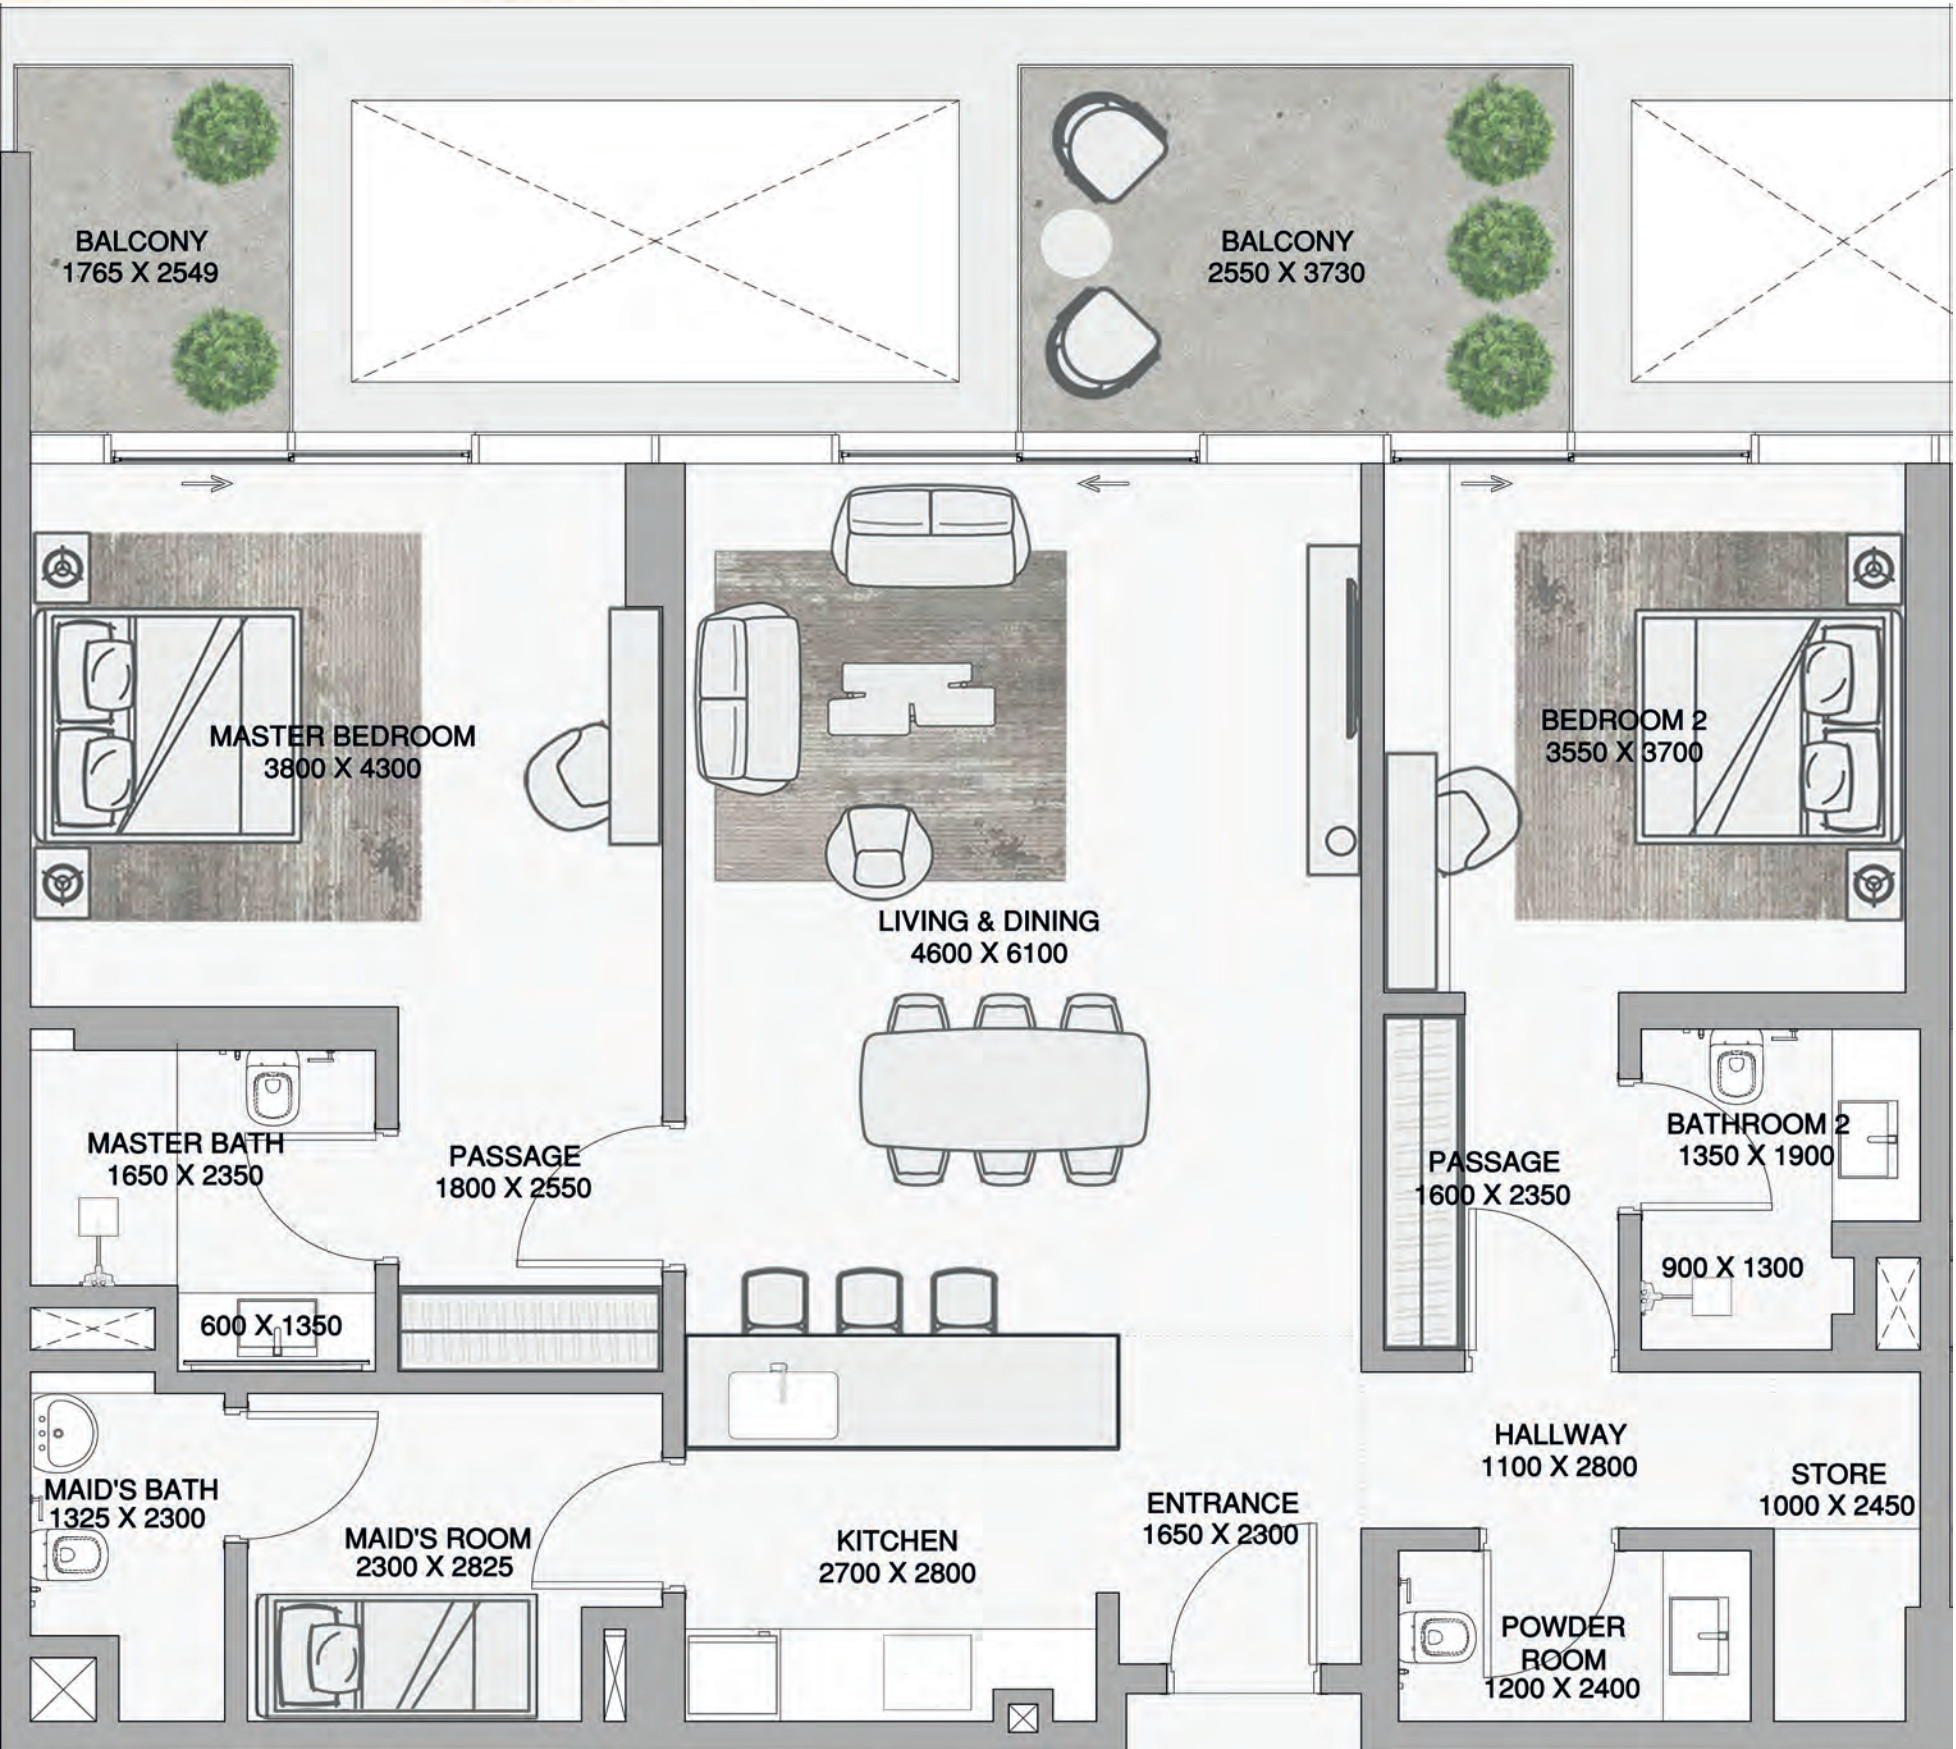 BALCONY
1765 X 2549
BALCONY
2550 X 3730
MASTER BEDROOM
3800 X 4300
BEDROOM 2
3550 X 3700
LIVING & DINING
4600 X 6100
MASTER BATH
1650 X 2350
PASSAGE
1800 X 2550
PASSAGE
1600 X 2350
BATHROOM 2
1350 X 1900
900 X 1300
600 X 1350
HALLWAY
1100 X 2800
STORE
1000 X 2450
MAID'S BATH
1325 X 2300
MAID'S ROOM
2300 X 2825
KITCHEN
2700 X 2800
ENTRANCE
1650 X 2300
POWDER
ROOM
1200 X 2400